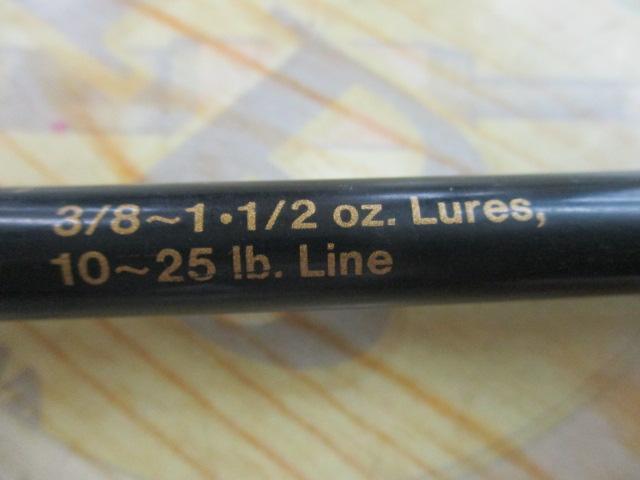 3/8~1•1/2 oz. Lures,
10~25 lb. Line